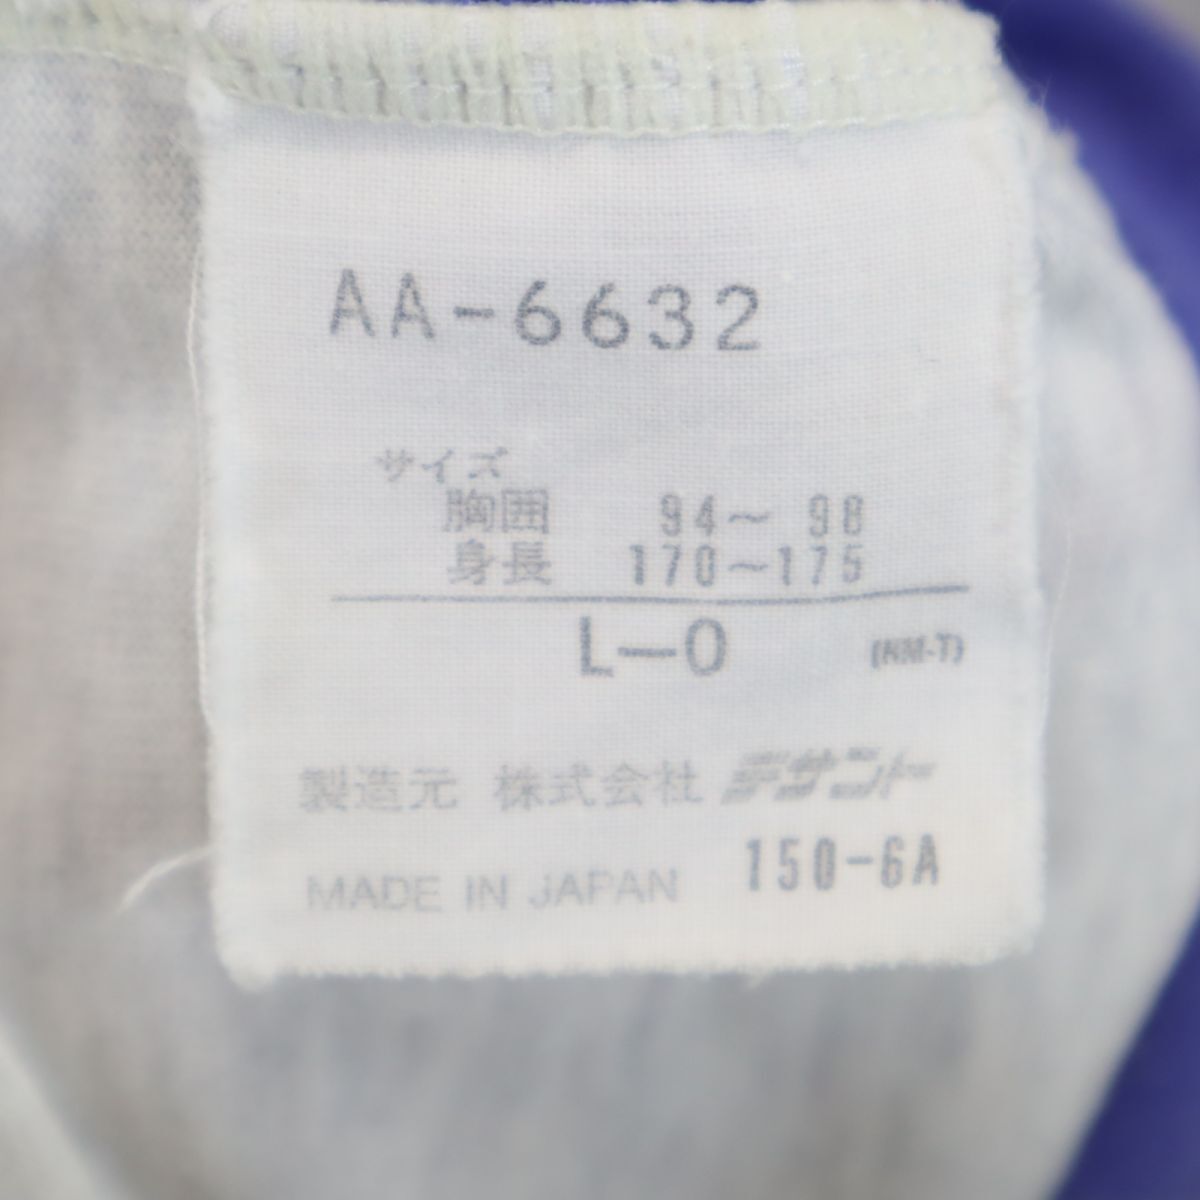 AA-6632
サイズ
胸囲 94～98
身長 170～175
L-O (NM-T)
製造元 株式会社 デサント
MADE IN JAPAN 150-6A